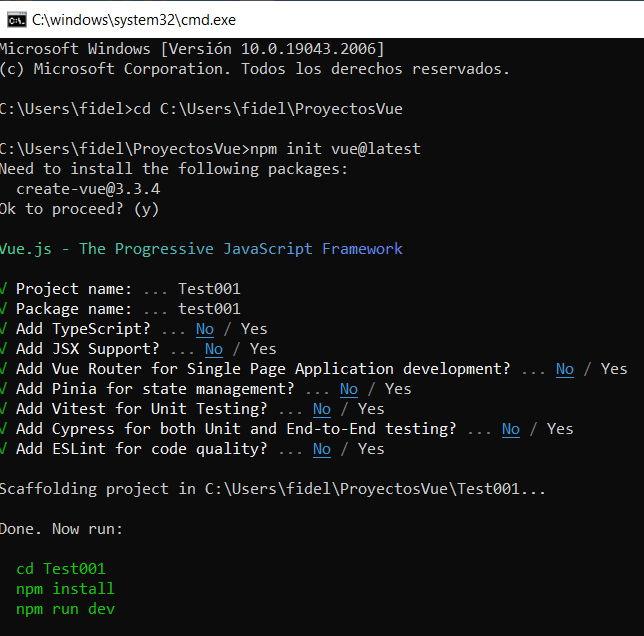 C:\windows\system32\cmd.exe
Microsoft Windows [Versión 10.0.19043.2006]
(c) Microsoft Corporation. Todos los derechos reservados.
C:\Users\fidel>cd C:\Users\fidel\ProyectosVue
C:\Users\fidel\ProyectosVue>npm init vue@latest
Need to install the following packages:
create-vue@3.3.4
Ok to proceed? (y)
Vue.js - The Progressive JavaScript Framework
√ Project name: ... Test001
√ Package name: ... test001
√ Add TypeScript? ... No / Yes
√ Add JSX Support? ... No / Yes
√ Add Vue Router for Single Page Application development? ... No / Yes
√ Add Pinia for state management? ... No / Yes
√ Add Vitest for Unit Testing? ... No / Yes
√ Add Cypress for both Unit and End-to-End testing? ... No / Yes
√ Add ESLint for code quality? ... No / Yes
Scaffolding project in C:\Users\fidel\ProyectosVue\Test001...
Done. Now run:
cd Test001
npm install
npm run dev